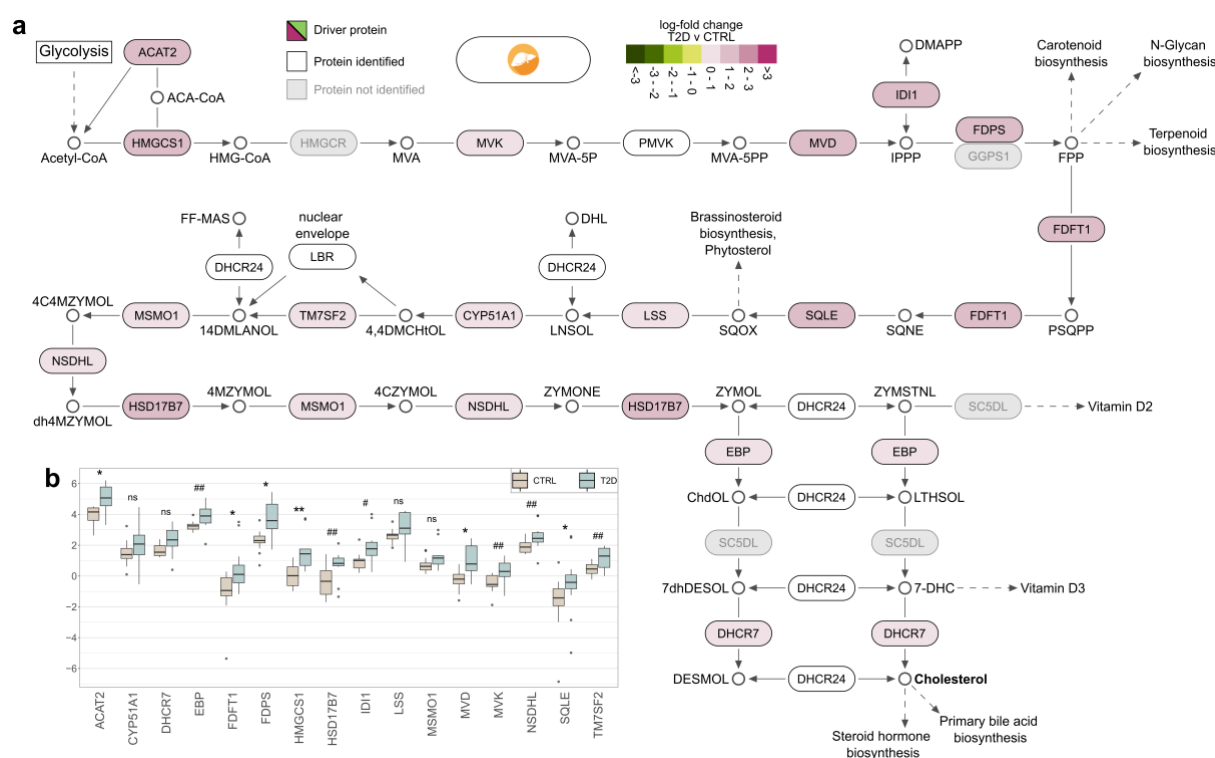 a
Glycolysis
ACAT2
ACA-CoA
Driver protein
Protein identified
Protein not identified
log-fold change
T2D v CTRL
<-3
-3 - -2
-2 - -1
-1 - 0
0 - 1
1 - 2
2 - 3
>3
DMAPP
Carotenoid
biosynthesis
N-Glycan
biosynthesis
IDI1
Acetyl-CoA
HMGCS1
HMG-CoA
HMGCR
MVA
MVK
MVA-5P
PMVK
MVA-5PP
MVD
IPPP
FDPS
GGPS1
FPP
Terpenoid
biosynthesis
FDFT1
FF-MAS
nuclear
envelope
DHL
Brassinosteroid
biosynthesis,
Phytosterol
DHCR24
LBR
DHCR24
4C4MZYMOL
MSMO1
14DMLANOL
TM7SF2
4,4DMCHtOL
CYP51A1
LNSOL
LSS
SQOX
SQLE
SQNE
FDFT1
PSQPP
NSDHL
dh4MZYMOL
HSD17B7
4MZYMOL
MSMO1
4CZYMOL
NSDHL
ZYMONE
HSD17B7
ZYMOL
DHCR24
ZYMSTNL
SC5DL
Vitamin D2
EBP
EBP
ChdOL
DHCR24
LTHSOL
SC5DL
SC5DL
7dhDESOL
DHCR24
7-DHC
Vitamin D3
DHCR7
DHCR7
DESMOL
DHCR24
Cholesterol
Steroid hormone
biosynthesis
Primary bile acid
biosynthesis
b
CTRL
T2D
6
4
2
0
−2
−4
−6
*
ns
ns
##
*
*
**
##
#
ns
ns
*
##
##
*
##
ACAT2
CYP51A1
DHCR7
EBP
FDFT1
FDPS
HMGCS1
HSD17B7
IDI1
LSS
MSMO1
MVD
MVK
NSDHL
SQLE
TM7SF2